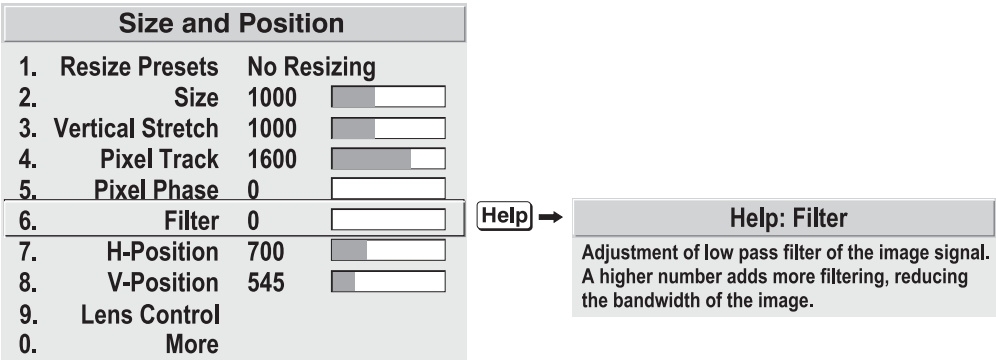 Size and Position
1. Resize Presets No Resizing
2. Size 1000
3. Vertical Stretch 1000
4. Pixel Track 1600
5. Pixel Phase 0
6. Filter 0
7. H-Position 700
8. V-Position 545
9. Lens Control
0. More
Help
Help: Filter
Adjustment of low pass filter of the image signal.
A higher number adds more filtering, reducing
the bandwidth of the image.